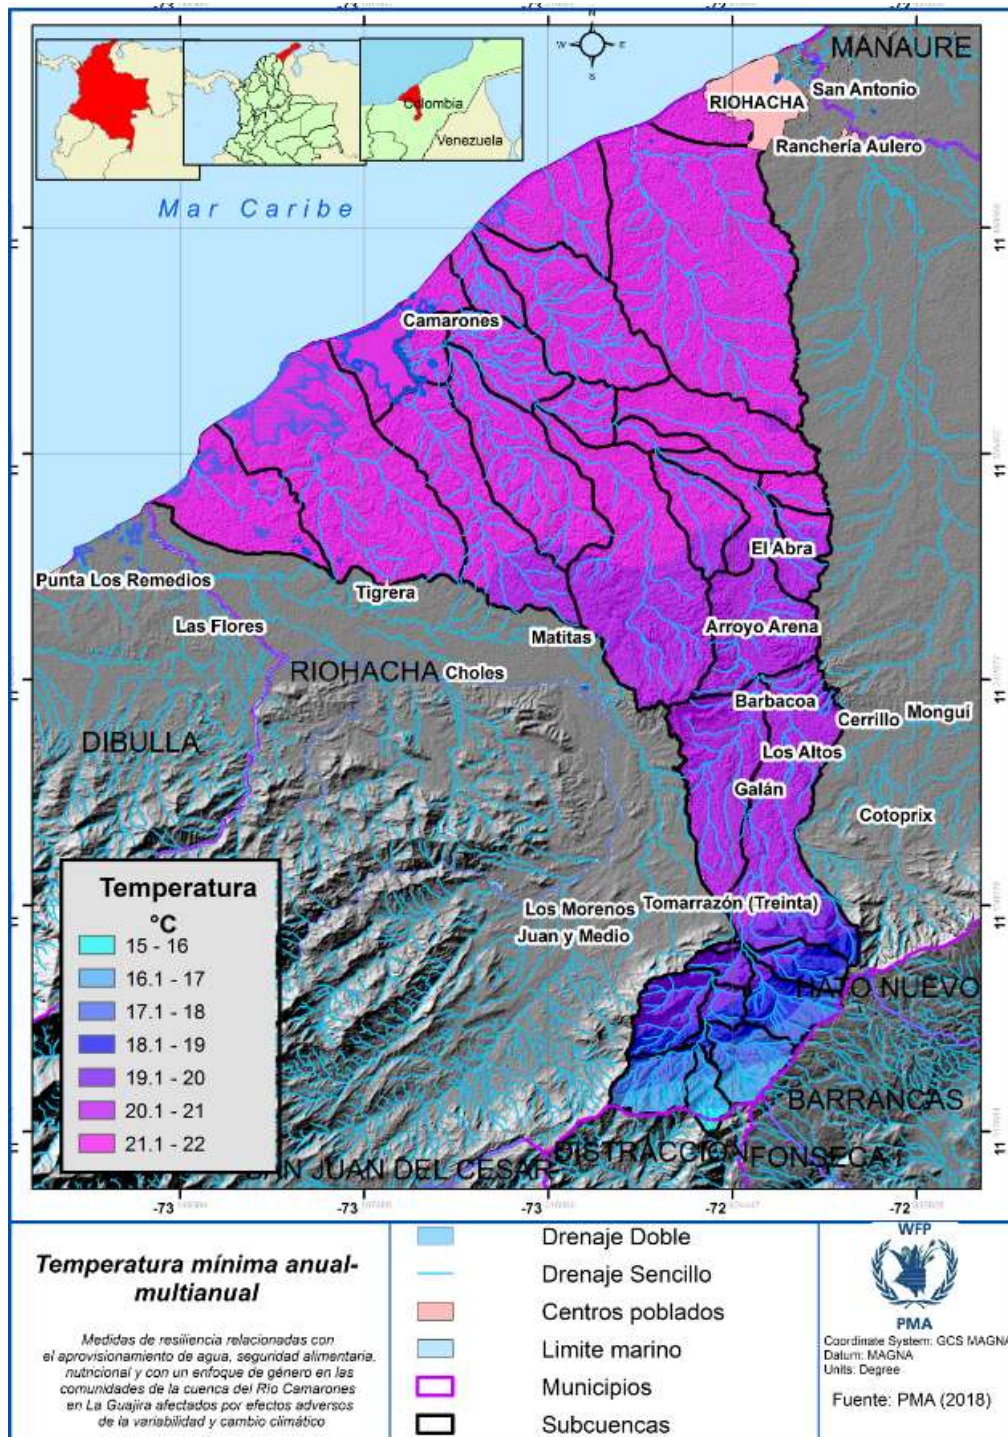 MANAURE
San Antonio
RIOHACHA
Ranchería Aulero
Colombia
Venezuela
N
W
E
S
Mar Caribe
Camarones
El Abra
Punta Los Remedios
Tigrera
Las Flores
Arroyo Arena
Matitas
RIOHACHA
Choles
Barbacoa
Cerrillo
Monguí
DIBULLA
Los Altos
Galán
Cotoprix
Tomarrazón (Treinta)
Los Morenos
Juan y Medio
HATO NUEVO
BARRANCAS
DISTRACCION
FONSECA
SAN JUAN DEL CESAR
Temperatura
°C
15 - 16
16.1 - 17
17.1 - 18
18.1 - 19
19.1 - 20
20.1 - 21
21.1 - 22
-73
-73
-73
-72
-72
11
11
11
11
11
Temperatura mínima anual-
multianual
Medidas de resiliencia relacionadas con
el aprovisionamiento de agua, seguridad alimentaria,
nutricional y con un enfoque de género en las
comunidades de la cuenca del Río Camarones
en La Guajira afectados por efectos adversos
de la variabilidad y cambio climático
Drenaje Doble
Drenaje Sencillo
Centros poblados
Limite marino
Municipios
Subcuencas
WFP
PMA
Coordinate System: GCS MAGNA
Datum: MAGNA
Units: Degree
Fuente: PMA (2018)